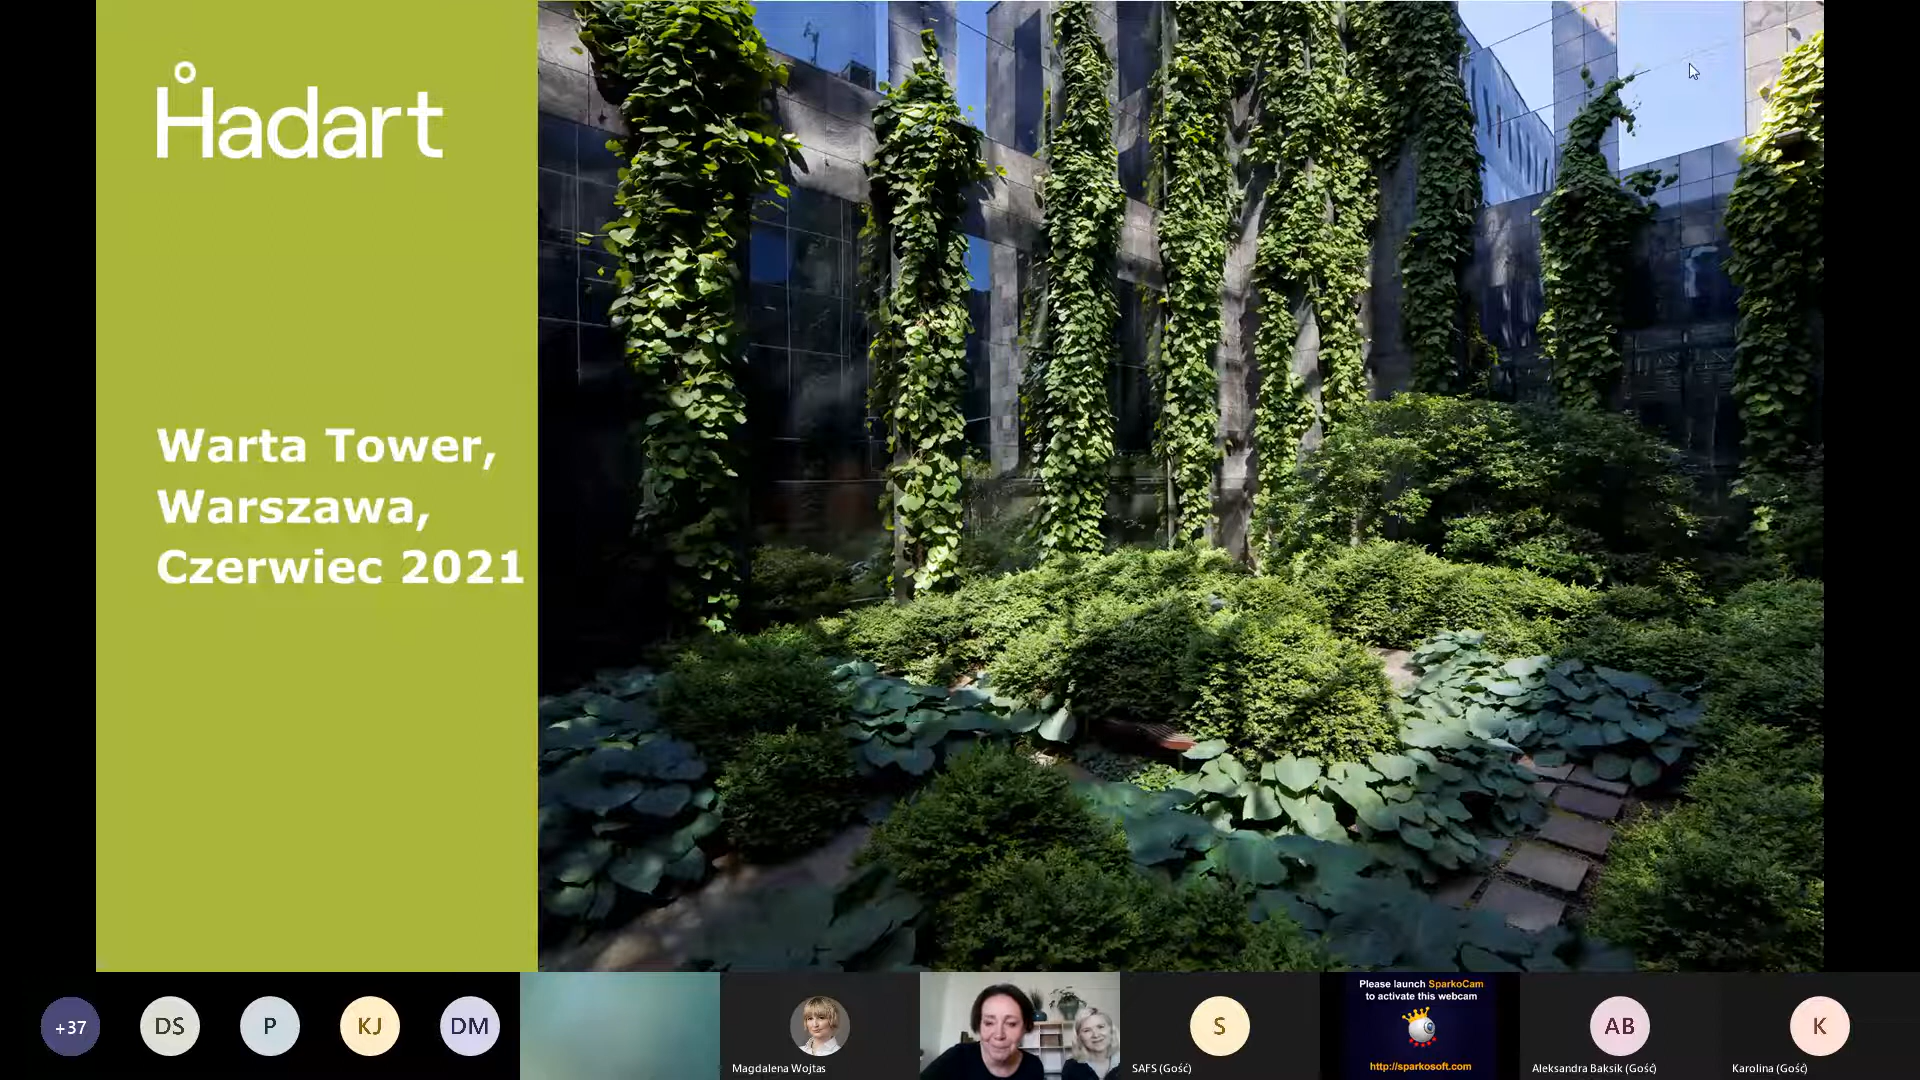 Hadart
Warta Tower,
Warszawa,
Czerwiec 2021
+37
DS
P
KJ
DM
Magdalena Wojtas
S
SAFS (Gość)
Please launch SparkoCam
to activate this webcam
http://sparkosoft.com
AB
Aleksandra Baksik (Gość)
K
Karolina (Gość)